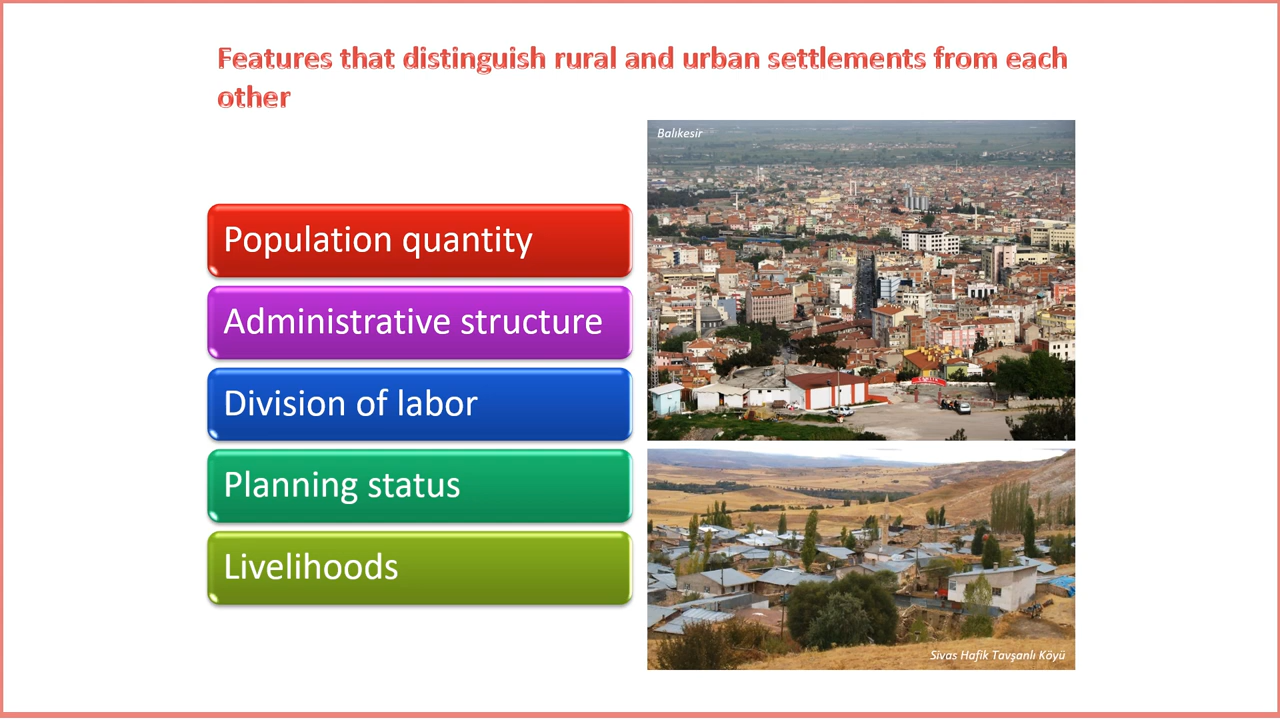 Features that distinguish rural and urban settlements from each
other
Balıkesir
Population quantity
Administrative structure
Division of labor
Planning status
Livelihoods
Sivas Hafik Tavşanlı Köyü